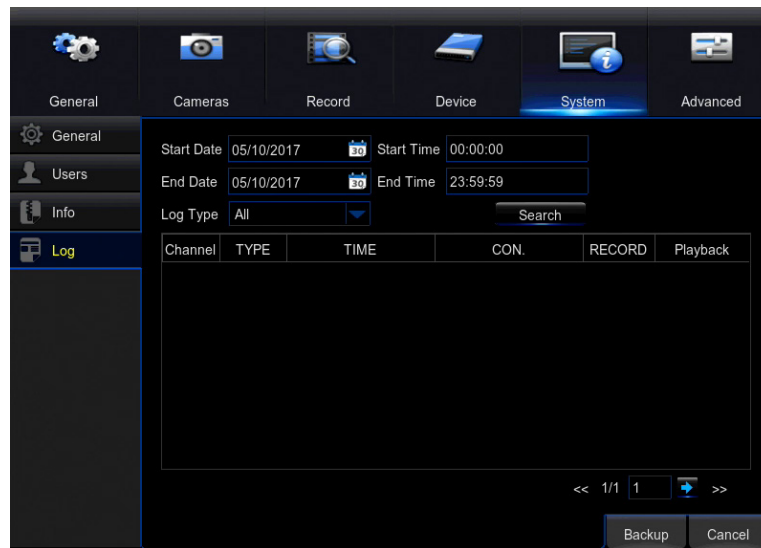 General Cameras Record Device System Advanced
General
Users
Info
Log
Start Date 05/10/2017 30 Start Time 00:00:00
End Date 05/10/2017 30 End Time 23:59:59
Log Type All Search
Channel TYPE TIME CON. RECORD Playback
<< 1/1 1 >>
Backup Cancel